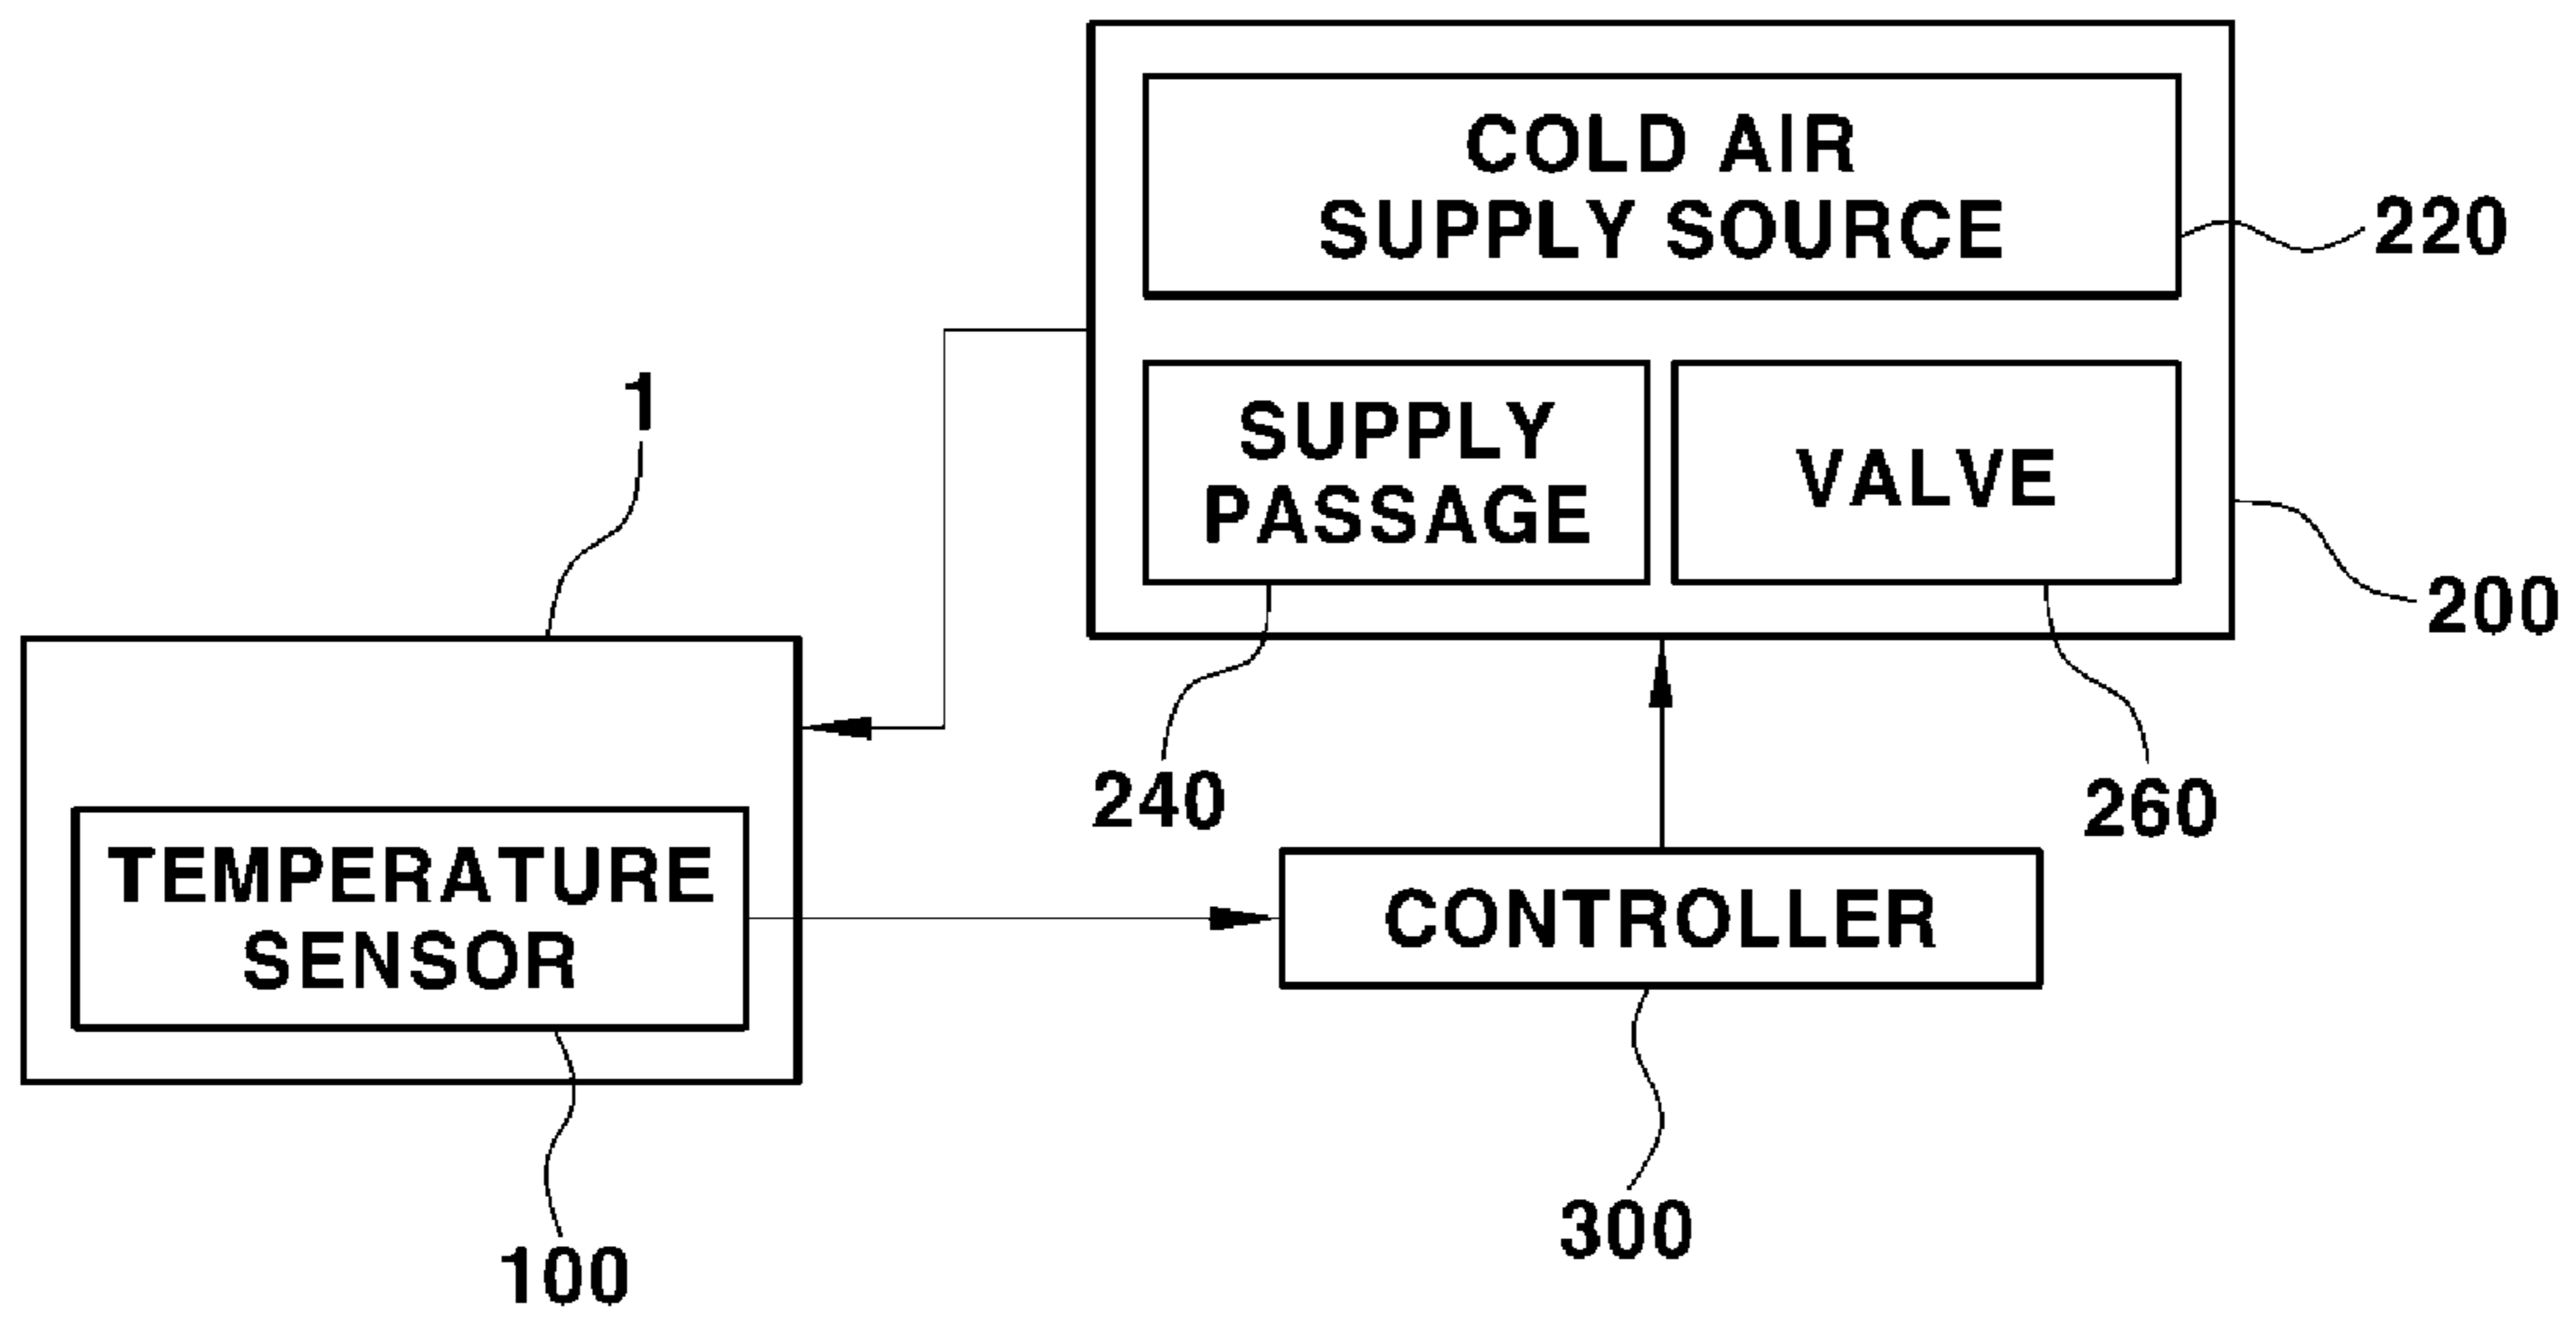 COLD AIR
SUPPLY SOURCE
220
SUPPLY
PASSAGE
VALVE
1
200
240
260
TEMPERATURE
SENSOR
CONTROLLER
300
100